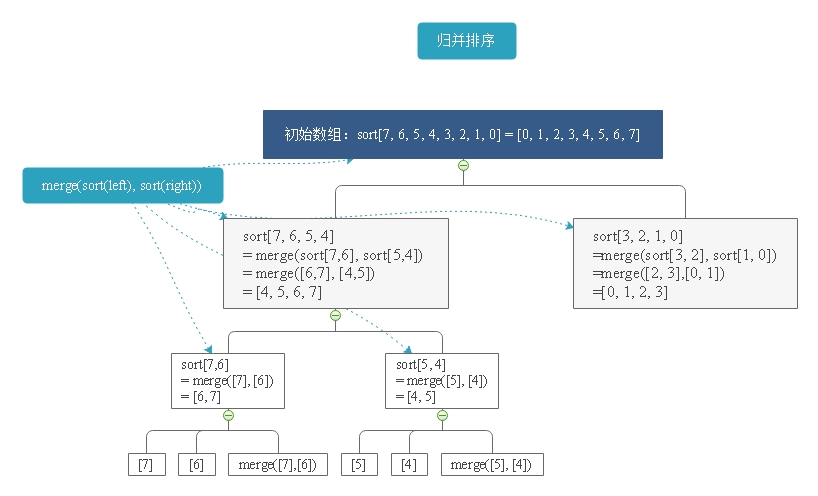 归并排序
初始数组：sort[7, 6, 5, 4, 3, 2, 1, 0] = [0, 1, 2, 3, 4, 5, 6, 7]
merge(sort(left), sort(right))
sort[7, 6, 5, 4]
= merge(sort[7,6], sort[5,4])
= merge([6,7], [4,5])
= [4, 5, 6, 7]
sort[3, 2, 1, 0]
=merge(sort[3, 2], sort[1, 0])
=merge([2, 3],[0, 1])
=[0, 1, 2, 3]
sort[7,6]
= merge([7], [6])
= [6, 7]
sort[5, 4]
= merge([5], [4])
= [4, 5]
[7]
[6]
merge([7],[6])
[5]
[4]
merge([5], [4])